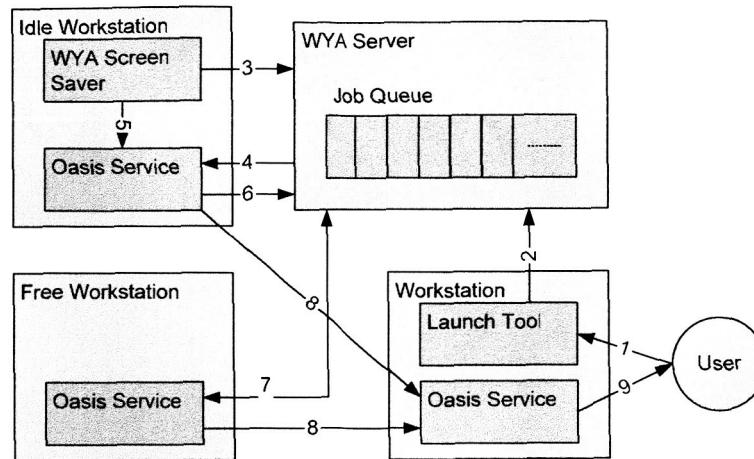 Idle Workstation
WYA Screen
Saver
3
5
Oasis Service
4
6
WYA Server
Job Queue
8
2
Free Workstation
Oasis Service
7
8
Workstation
Launch Tool
Oasis Service
1
9
User